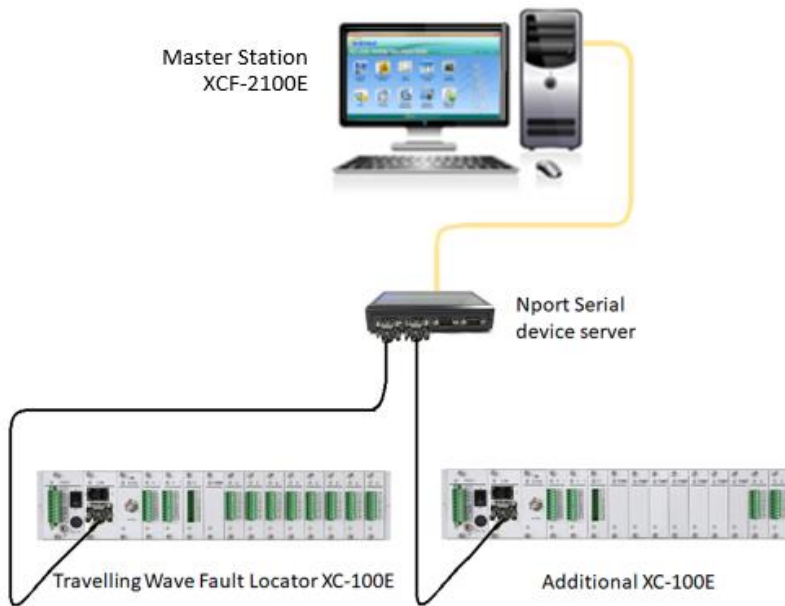 Master Station
XCF-2100E
Nport Serial
device server
Travelling Wave Fault Locator XC-100E
Additional XC-100E